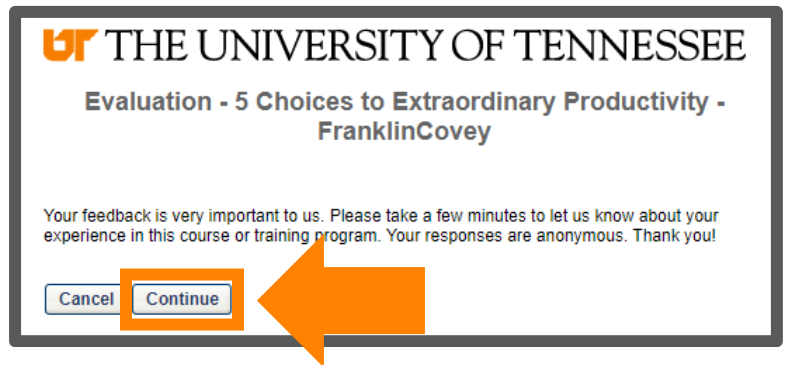 UT THE UNIVERSITY OF TENNESSEE
Evaluation - 5 Choices to Extraordinary Productivity -
FranklinCovey
Your feedback is very important to us. Please take a few minutes to let us know about your
experience in this course or training program. Your responses are anonymous. Thank you!
Cancel Continue